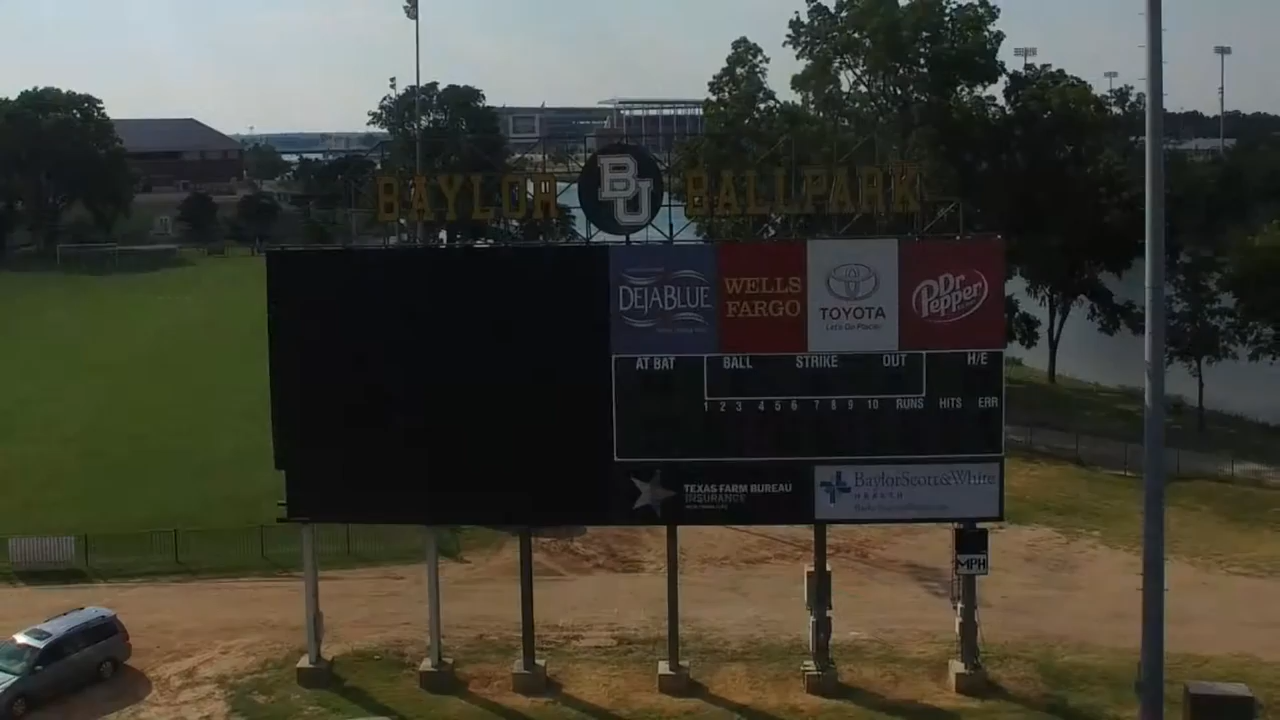 BAYLOR BU BALLPARK
DEJABLUE
WELLS
FARGO
TOYOTA
Let's Go Places
Dr
Pepper
AT BAT BALL STRIKE OUT H/E
1 2 3 4 5 6 7 8 9 10 RUNS HITS ERR
TEXAS FARM BUREAU
INSURANCE
BaylorScott&White
HEALTH
MPH